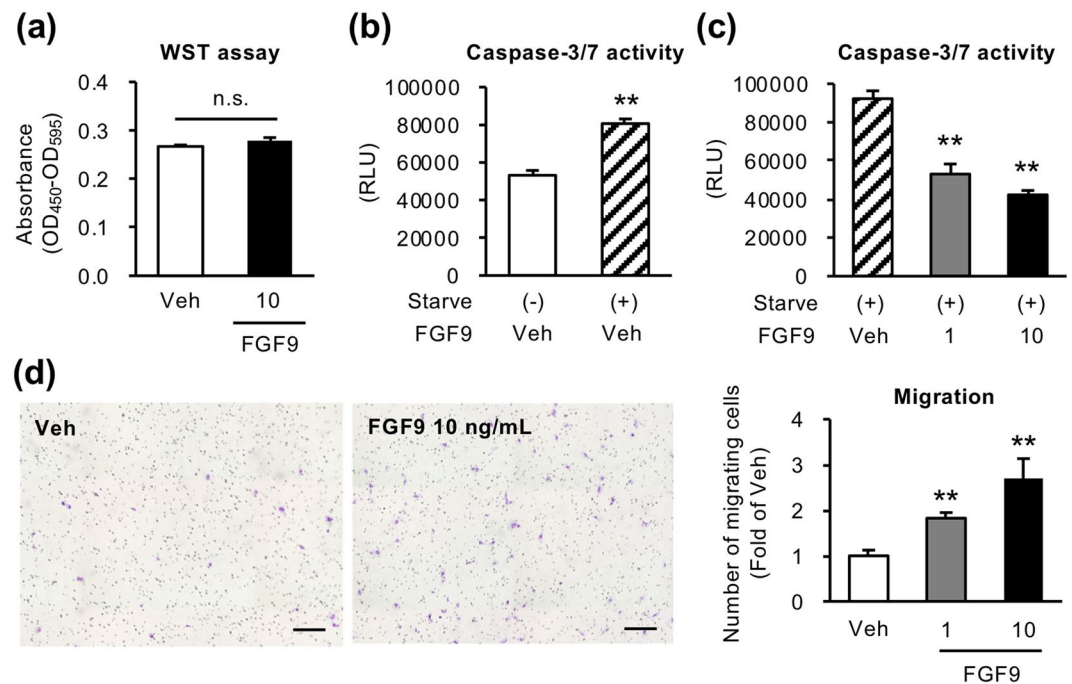 (a)
WST assay
Absorbance
(OD450-OD595)
0.4
0.3
0.2
0.1
0.0
n.s.
Veh 10
FGF9
(b)
Caspase-3/7 activity
(RLU)
100000
80000
60000
40000
20000
0
**
Starve (-) (+)
FGF9 Veh Veh
(c)
Caspase-3/7 activity
(RLU)
100000
80000
60000
40000
20000
0
**
**
Starve (+) (+) (+)
FGF9 Veh 1 10
(d)
Veh
FGF9 10 ng/mL
Migration
Number of migrating cells
(Fold of Veh)
4
3
2
1
0
**
**
Veh 1 10
FGF9